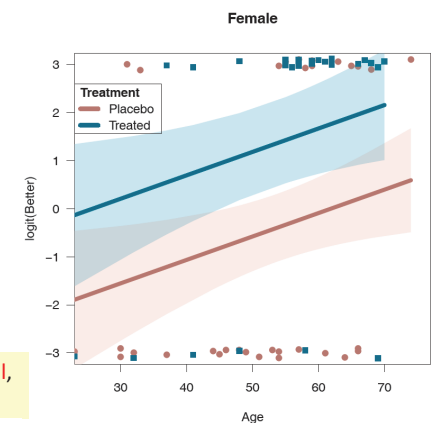 Female
3
2
1
0
−1
−2
−3
logit(Better)
Treatment
Placebo
Treated
30
40
50
60
70
Age
l,